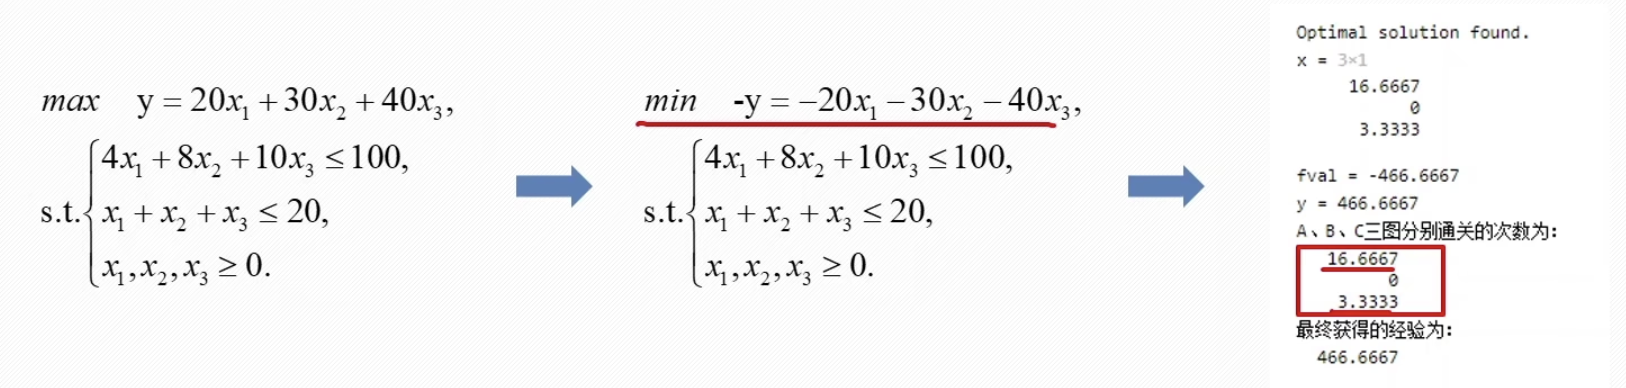 max y = 20x₁ + 30x₂ + 40x₃,
s.t.
4x₁ + 8x₂ + 10x₃ ≤ 100,
x₁ + x₂ + x₃ ≤ 20,
x₁, x₂, x₃ ≥ 0.
min -y = −20x₁ − 30x₂ − 40x₃,
s.t.
4x₁ + 8x₂ + 10x₃ ≤ 100,
x₁ + x₂ + x₃ ≤ 20,
x₁, x₂, x₃ ≥ 0.
Optimal solution found.
x = 3×1
16.6667
0
3.3333
fval = -466.6667
y = 466.6667
A、B、C三图分别通关的次数为:
16.6667
0
3.3333
最终获得的经验为:
466.6667